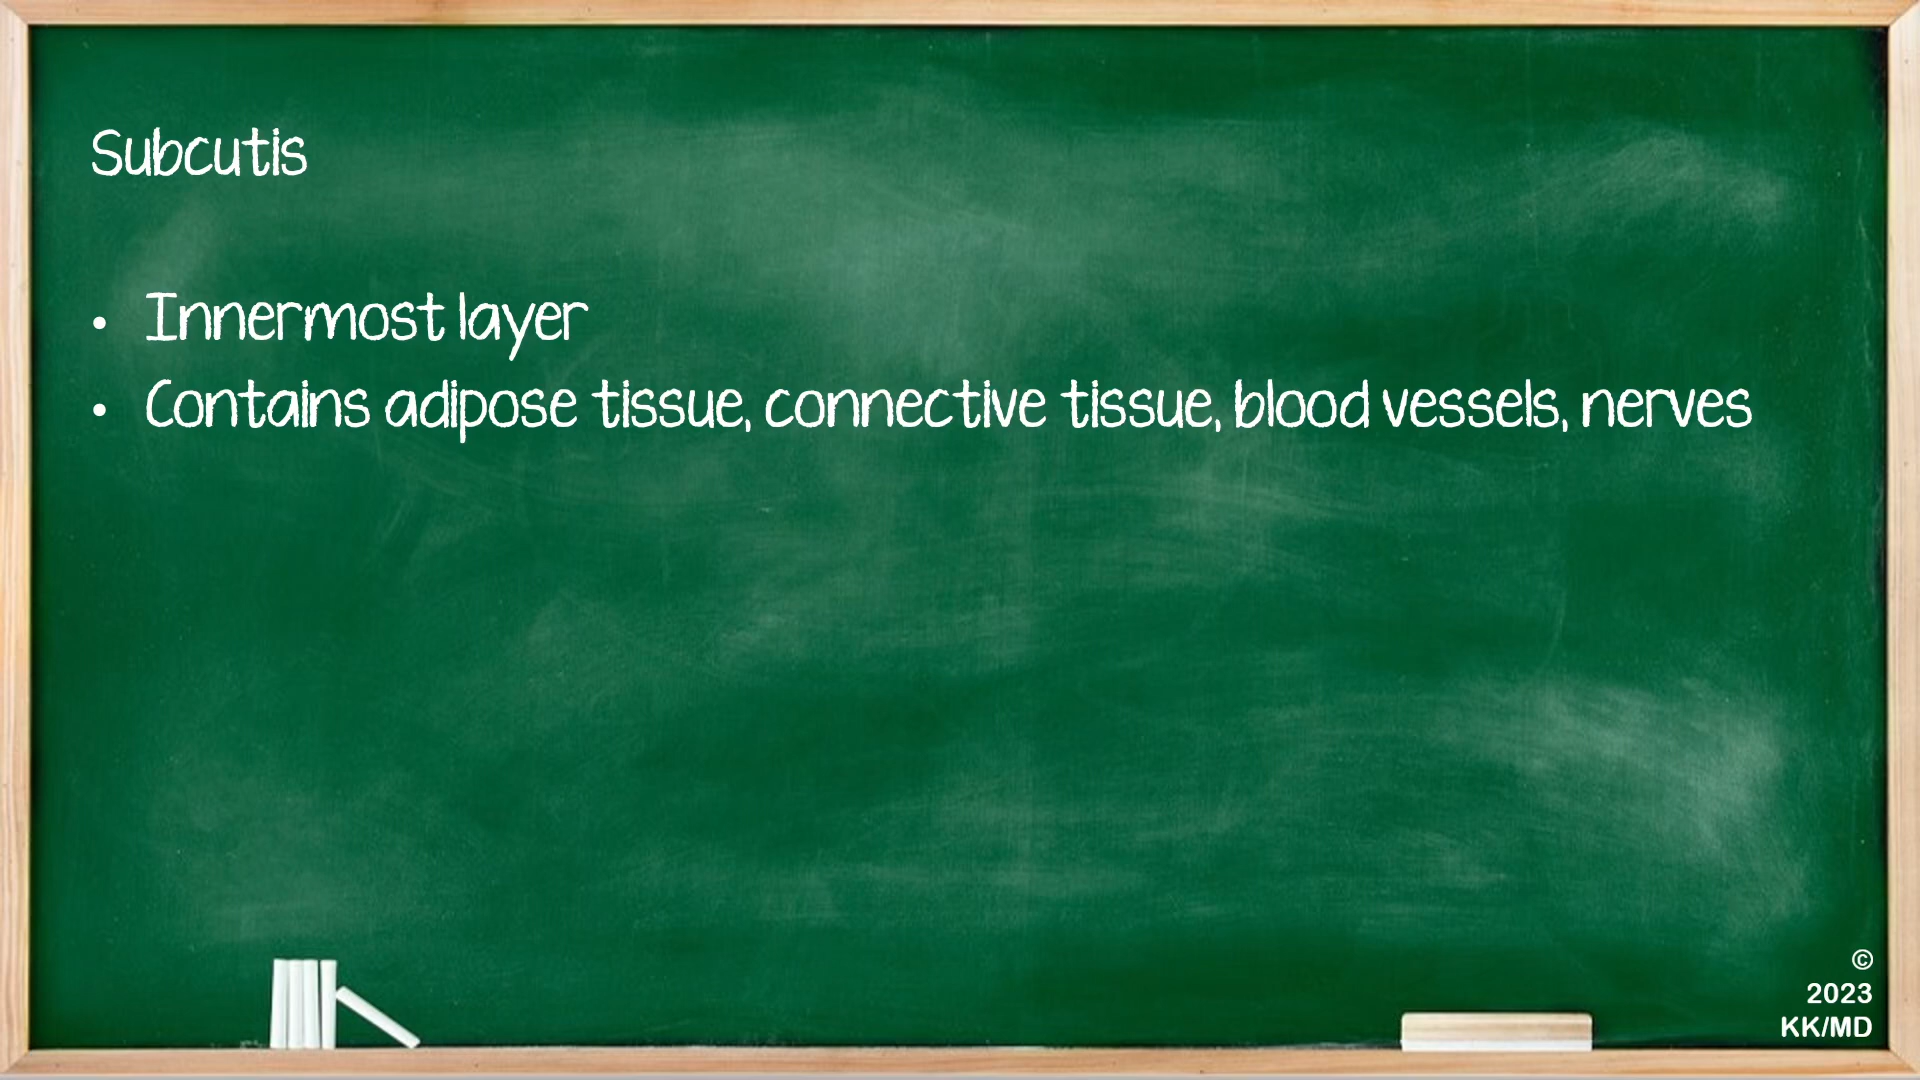 Subcutis
• Innermost layer
• Contains adipose tissue, connective tissue, blood vessels, nerves
©
2023
KK/MD